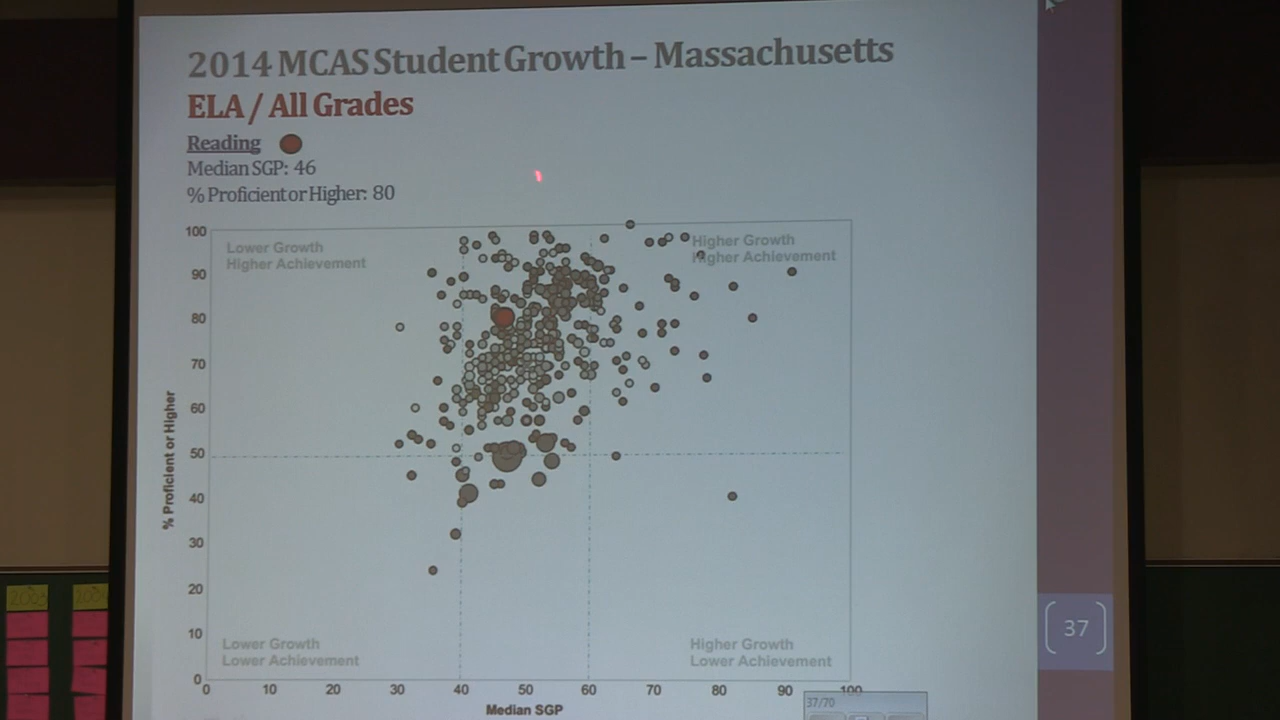 2014 MCAS Student Growth – Massachusetts
ELA / All Grades
Reading
Median SGP: 46
% Proficient or Higher: 80
Lower Growth
Higher Achievement
Higher Growth
Higher Achievement
100
90
80
70
60
50
40
30
20
10
0
% Proficient or Higher
Lower Growth
Lower Achievement
Higher Growth
Lower Achievement
0 10 20 30 40 50 60 70 80 90 100
Median SGP
37
37/70
2003